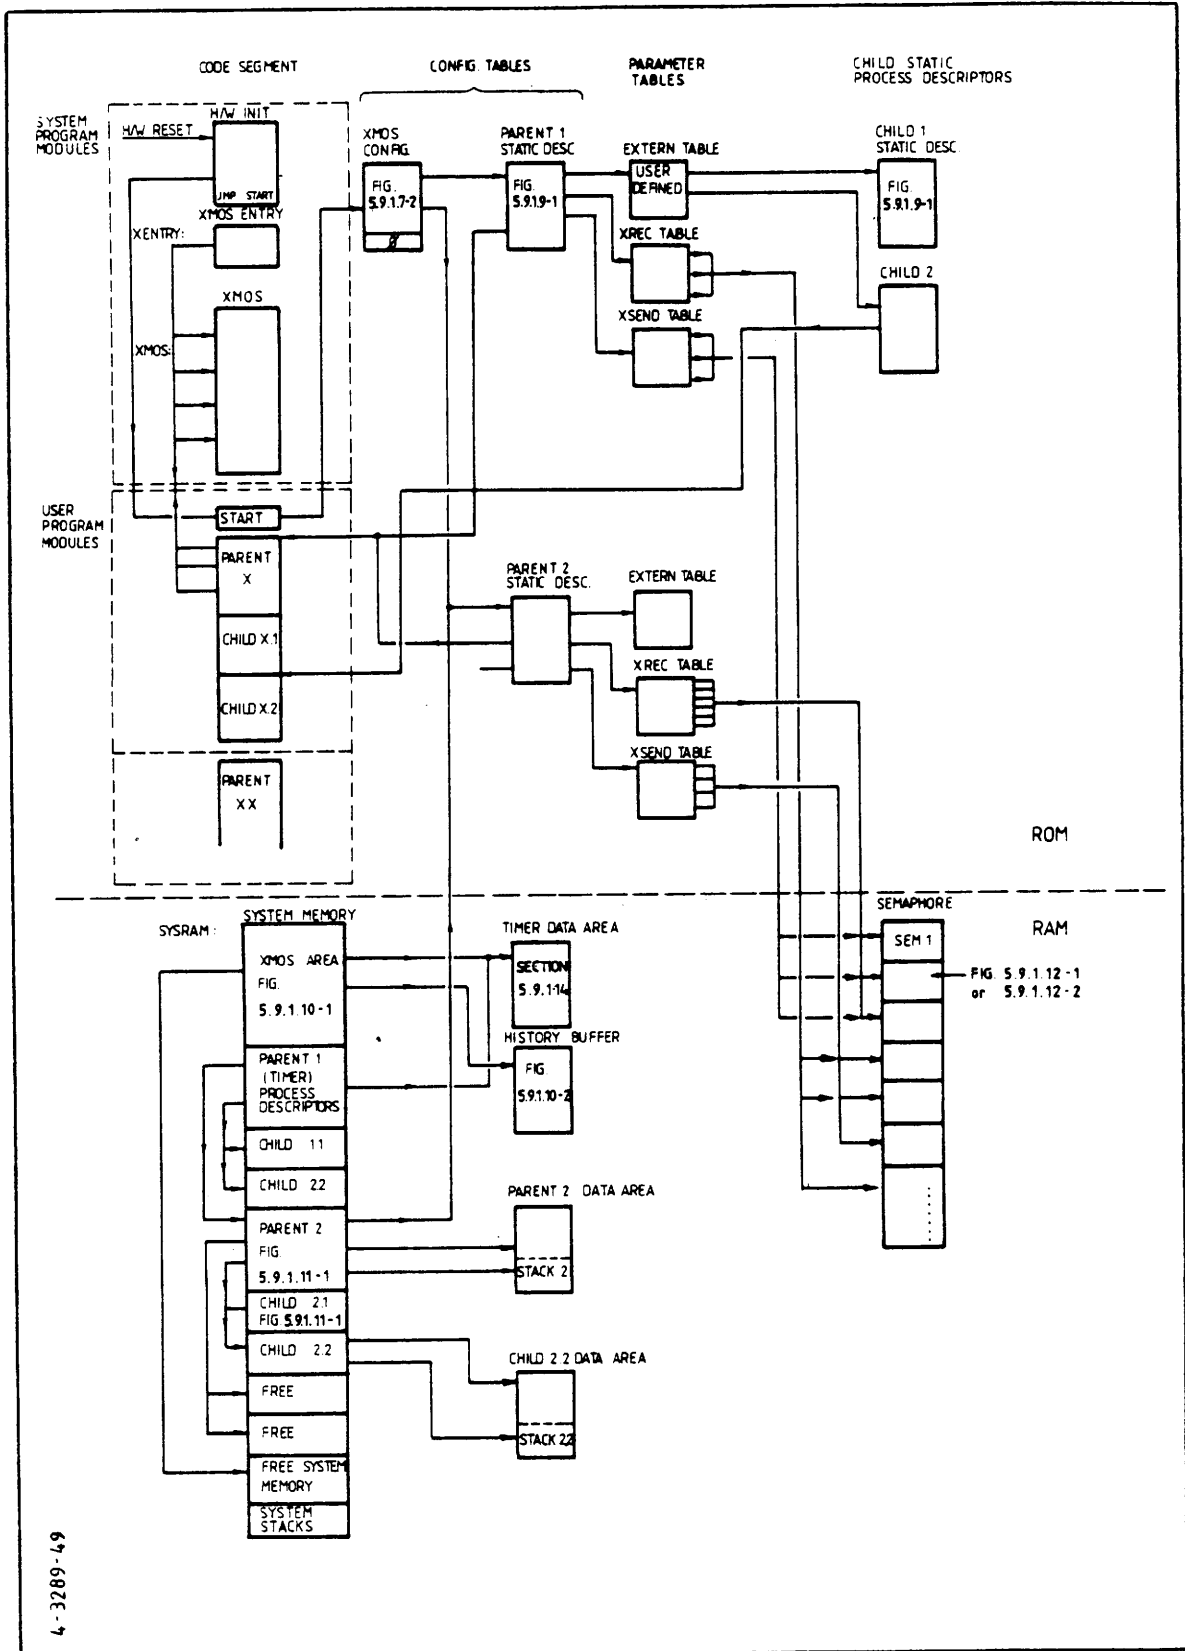 CODE SEGMENT
CONFIG. TABLES
PARAMETER
TABLES
CHILD STATIC
PROCESS DESCRIPTORS
SYSTEM
PROGRAM
MODULES
H/W INIT
H/W RESET
JMP START
XMOS ENTRY
XENTRY:
XMOS
XMOS:
XMOS
CONFIG.
FIG.
5.9.1.7-2
0
PARENT 1
STATIC DESC
FIG.
5.9.1.9-1
EXTERN TABLE
USER
DEFINED
XREC TABLE
XSEND TABLE
CHILD 1
STATIC DESC.
FIG.
5.9.1.9-1
CHILD 2
USER
PROGRAM
MODULES
START
PARENT
X
CHILD X.1
CHILD X.2
PARENT
XX
PARENT 2
STATIC DESC.
EXTERN TABLE
XREC TABLE
XSEND TABLE
ROM
RAM
SYSRAM:
SYSTEM MEMORY
XMOS AREA
FIG.
5.9.1.10-1
PARENT 1
(TIMER)
PROCESS
DESCRIPTORS
CHILD 1.1
CHILD 2.2
PARENT 2
FIG.
5.9.1.11-1
CHILD 2.1
FIG. 5.9.1.11-1
CHILD 2.2
FREE
FREE
FREE SYSTEM
MEMORY
SYSTEM
STACKS
TIMER DATA AREA
SECTION
5.9.1-14
HISTORY BUFFER
FIG.
5.9.1.10-2
PARENT 2 DATA AREA
STACK 2
CHILD 2.2 DATA AREA
STACK 2.2
SEMAPHORE
SEM 1
FIG. 5.9.1.12-1
or 5.9.1.12-2
4-3289-49